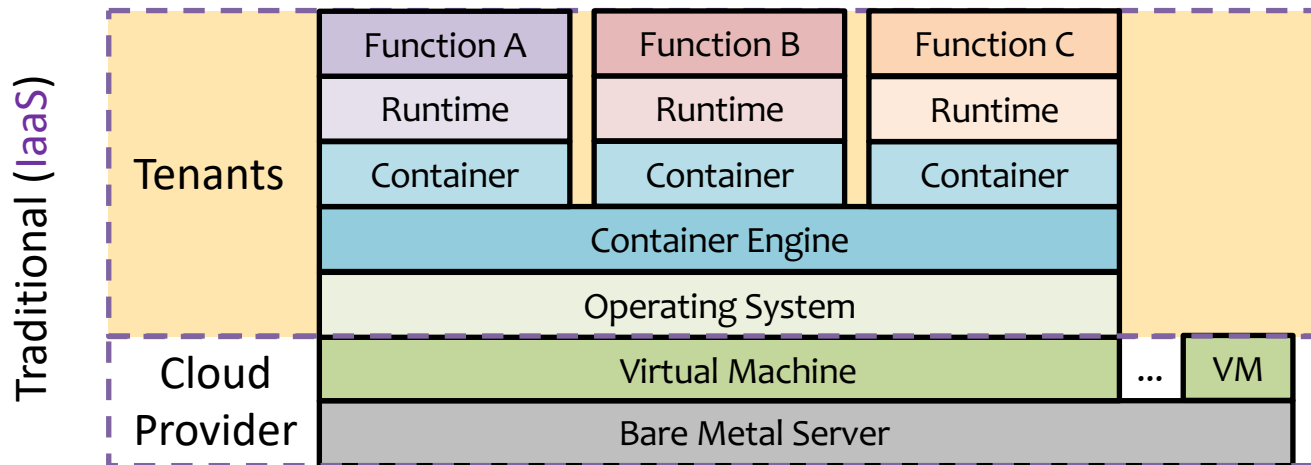 Traditional (IaaS)
Tenants
Function A
Function B
Function C
Runtime
Runtime
Runtime
Container
Container
Container
Container Engine
Operating System
Cloud
Provider
Virtual Machine
...
VM
Bare Metal Server